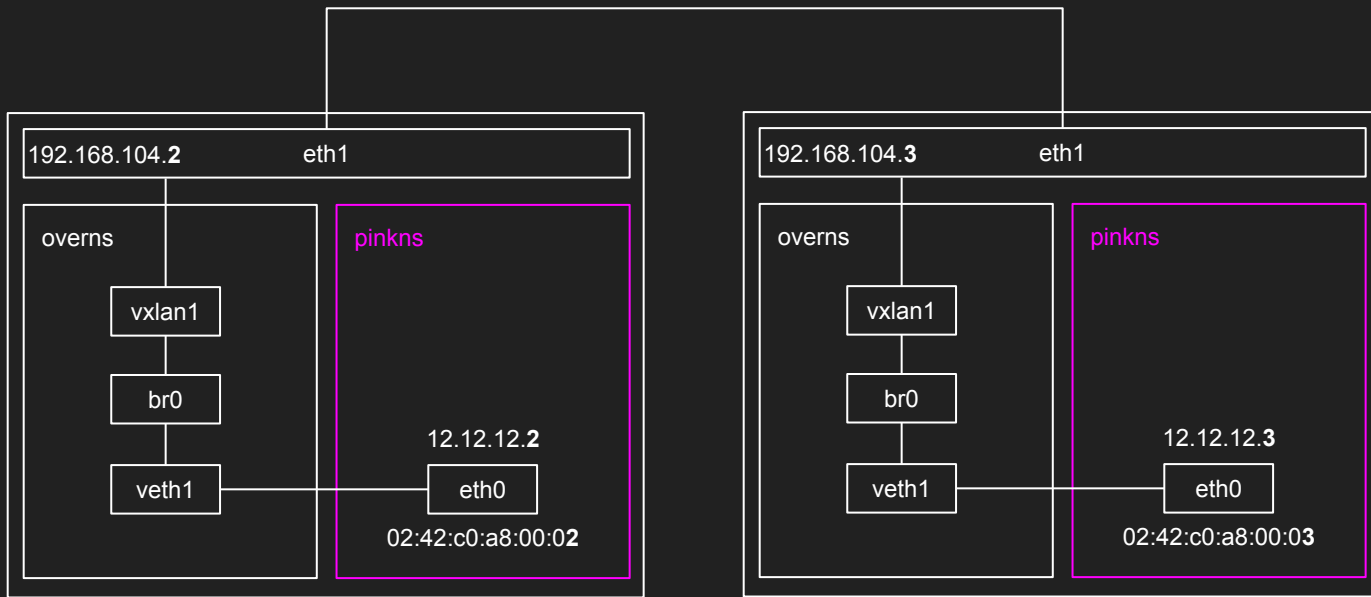 192.168.104.2 eth1
overns
pinkns
vxlan1
br0
veth1
12.12.12.2
eth0
02:42:c0:a8:00:02
192.168.104.3 eth1
overns
pinkns
vxlan1
br0
veth1
12.12.12.3
eth0
02:42:c0:a8:00:03